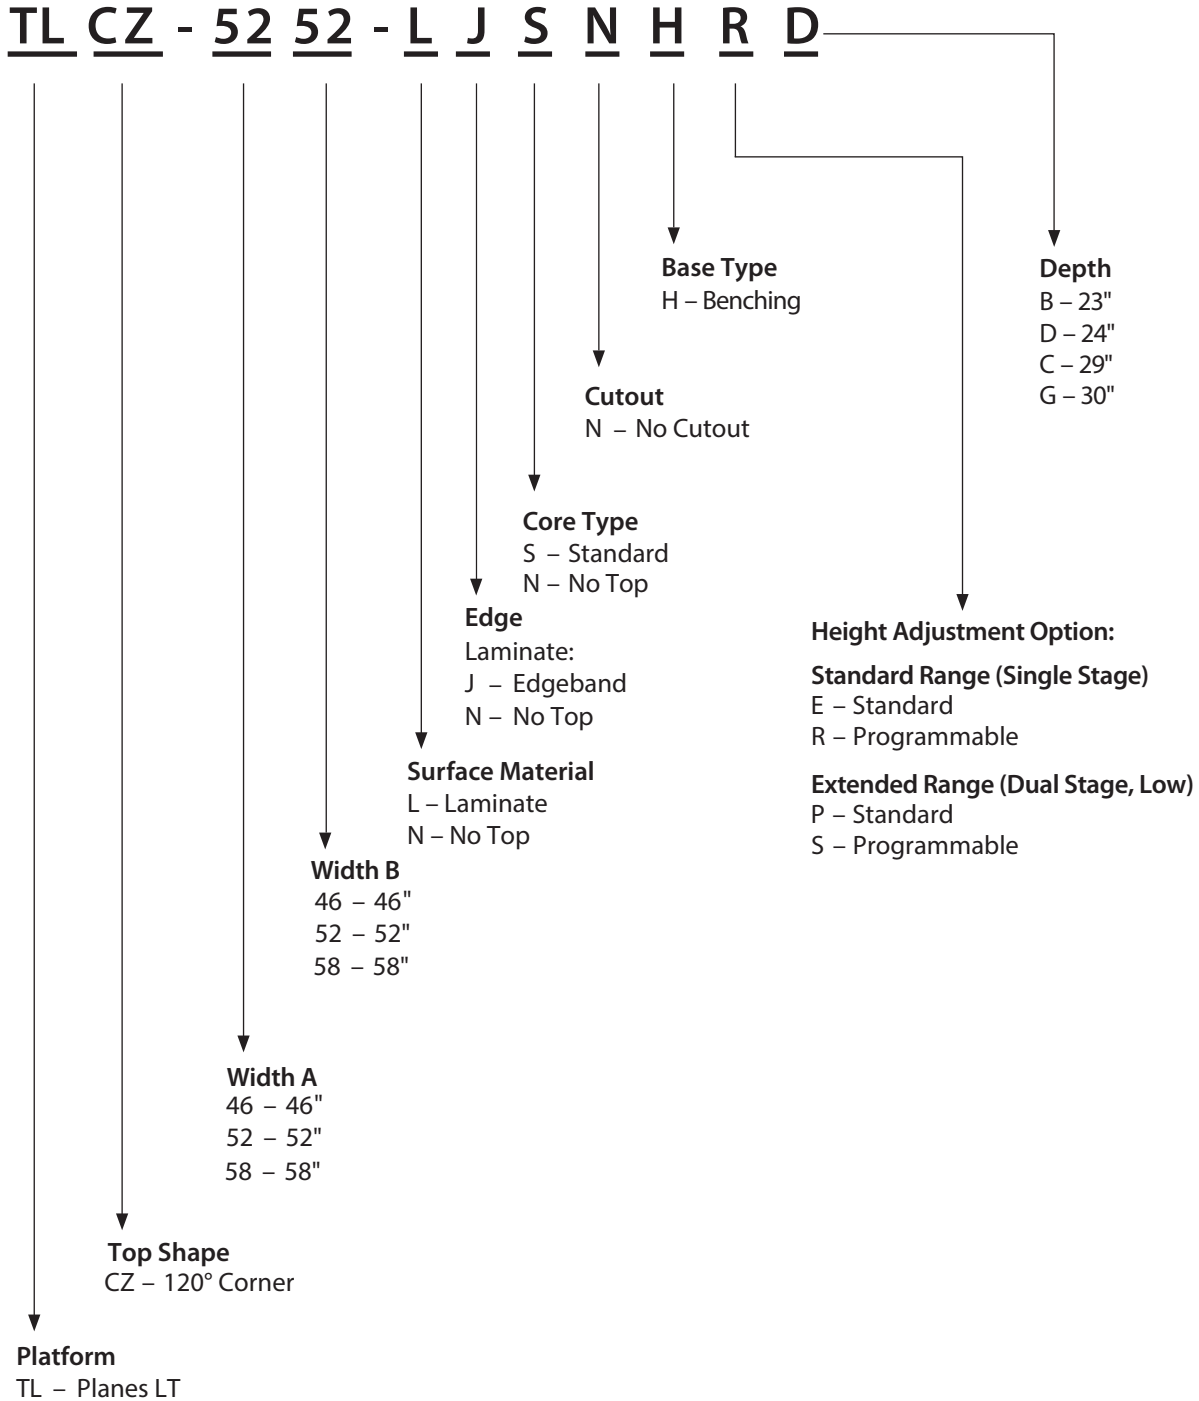 TL CZ - 52 52 - L J S N H R D
Base Type
H – Benching
Depth
B – 23"
D – 24"
C – 29"
G – 30"
Cutout
N – No Cutout
Core Type
S – Standard
N – No Top
Edge
Laminate:
J – Edgeband
N – No Top
Height Adjustment Option:
Standard Range (Single Stage)
E – Standard
R – Programmable
Extended Range (Dual Stage, Low)
P – Standard
S – Programmable
Surface Material
L – Laminate
N – No Top
Width B
46 – 46"
52 – 52"
58 – 58"
Width A
46 – 46"
52 – 52"
58 – 58"
Top Shape
CZ – 120° Corner
Platform
TL – Planes LT